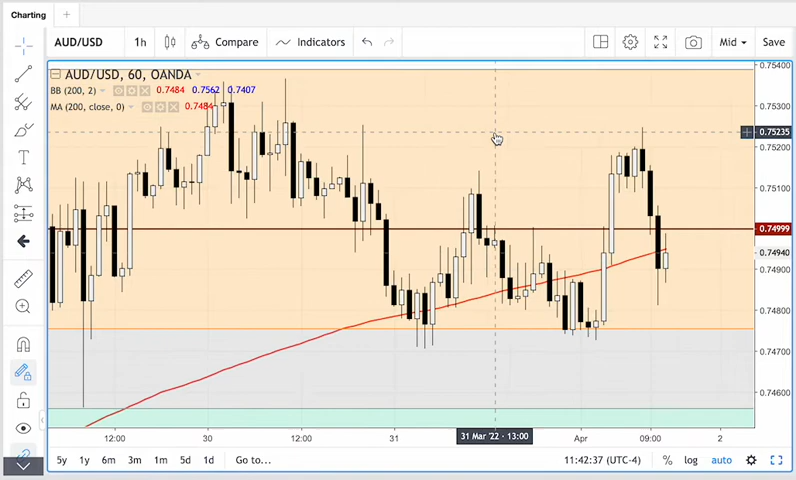 Charting +
AUD/USD 1h Compare Indicators Mid Save
AUD/USD, 60, OANDA
BB (200, 2) 0.7484 0.7562 0.7407
MA (200, close, 0) 0.7484
0.75400
0.75300
0.75235
0.75200
0.75100
0.74999
0.74940
0.74900
0.74800
0.74700
0.74600
12:00 30 12:00 31 31 Mar '22 - 13:00 Apr 09:00 2
5y 1y 6m 3m 1m 5d 1d Go to... 11:42:37 (UTC-4) % log auto